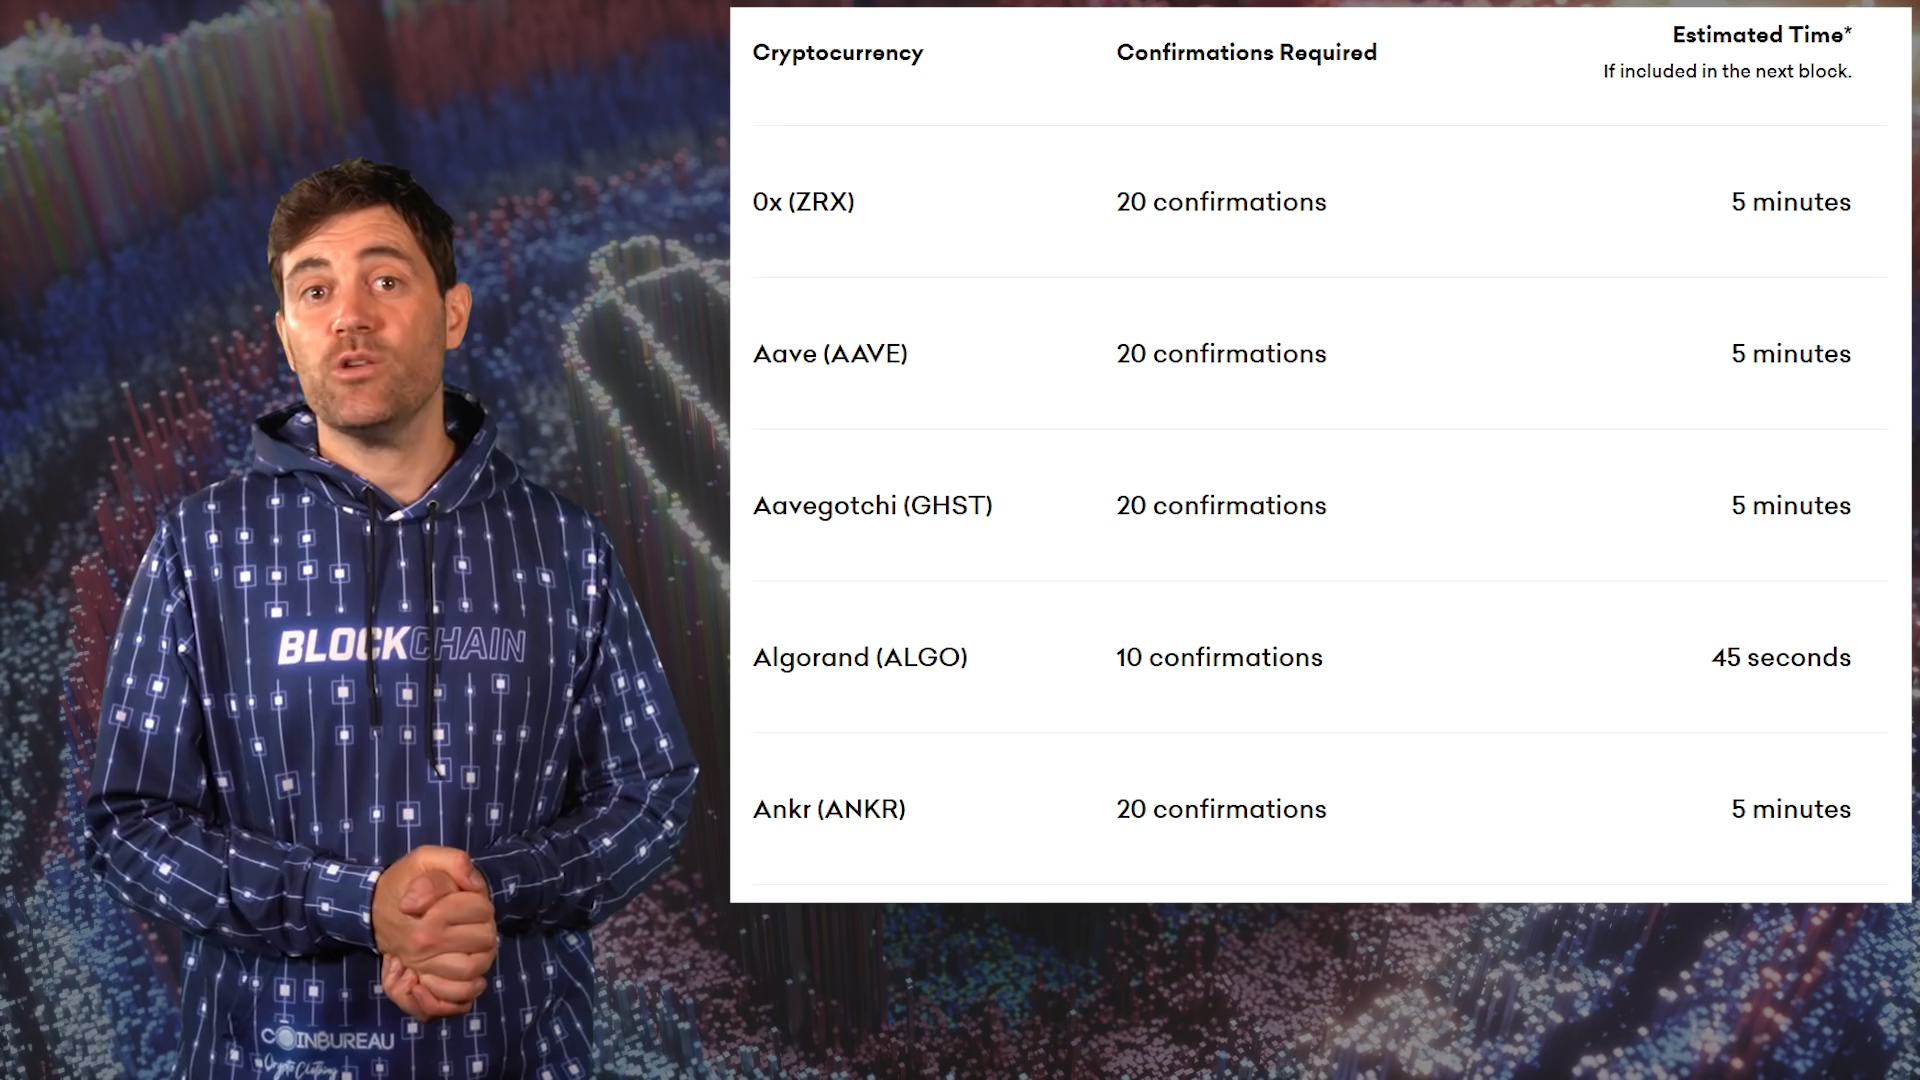 Cryptocurrency Confirmations Required Estimated Time*
If included in the next block.
0x (ZRX) 20 confirmations 5 minutes
Aave (AAVE) 20 confirmations 5 minutes
Aavegotchi (GHST) 20 confirmations 5 minutes
Algorand (ALGO) 10 confirmations 45 seconds
Ankr (ANKR) 20 confirmations 5 minutes
BLOCKCHAIN
COINBUREAU
Crypto Clothing